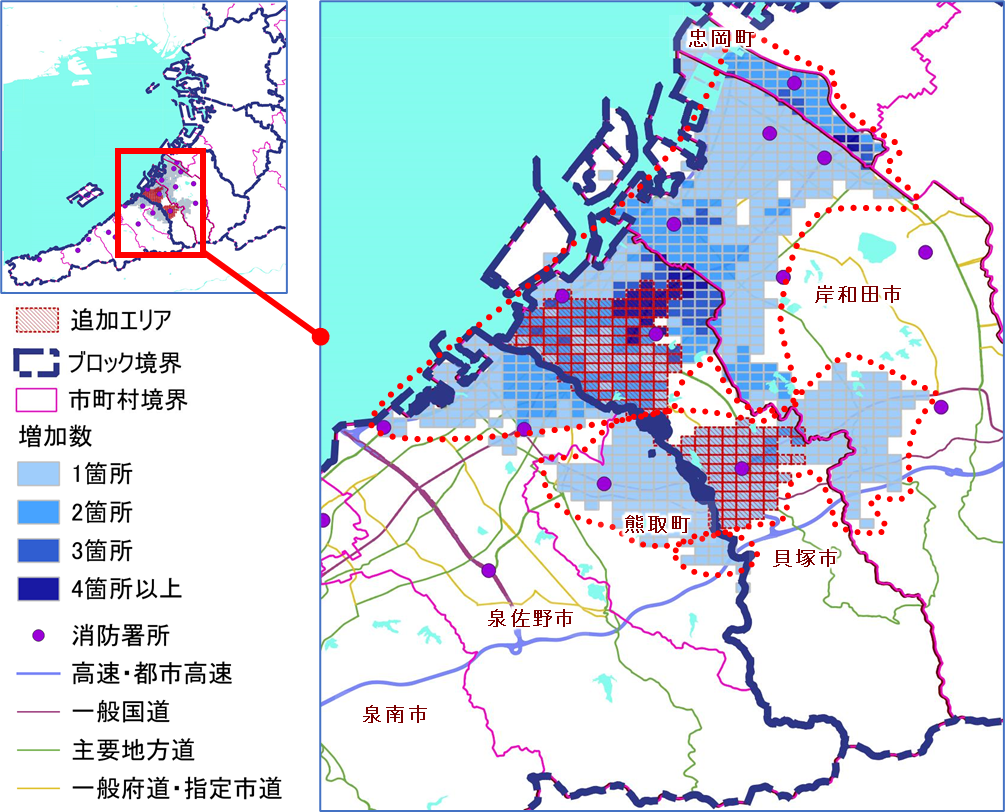 追加エリア
ブロック境界
市町村境界
増加数
1箇所
2箇所
3箇所
4箇所以上
消防署所
高速・都市高速
一般国道
主要地方道
一般府道・指定市道
忠岡町
岸和田市
熊取町
貝塚市
泉佐野市
泉南市